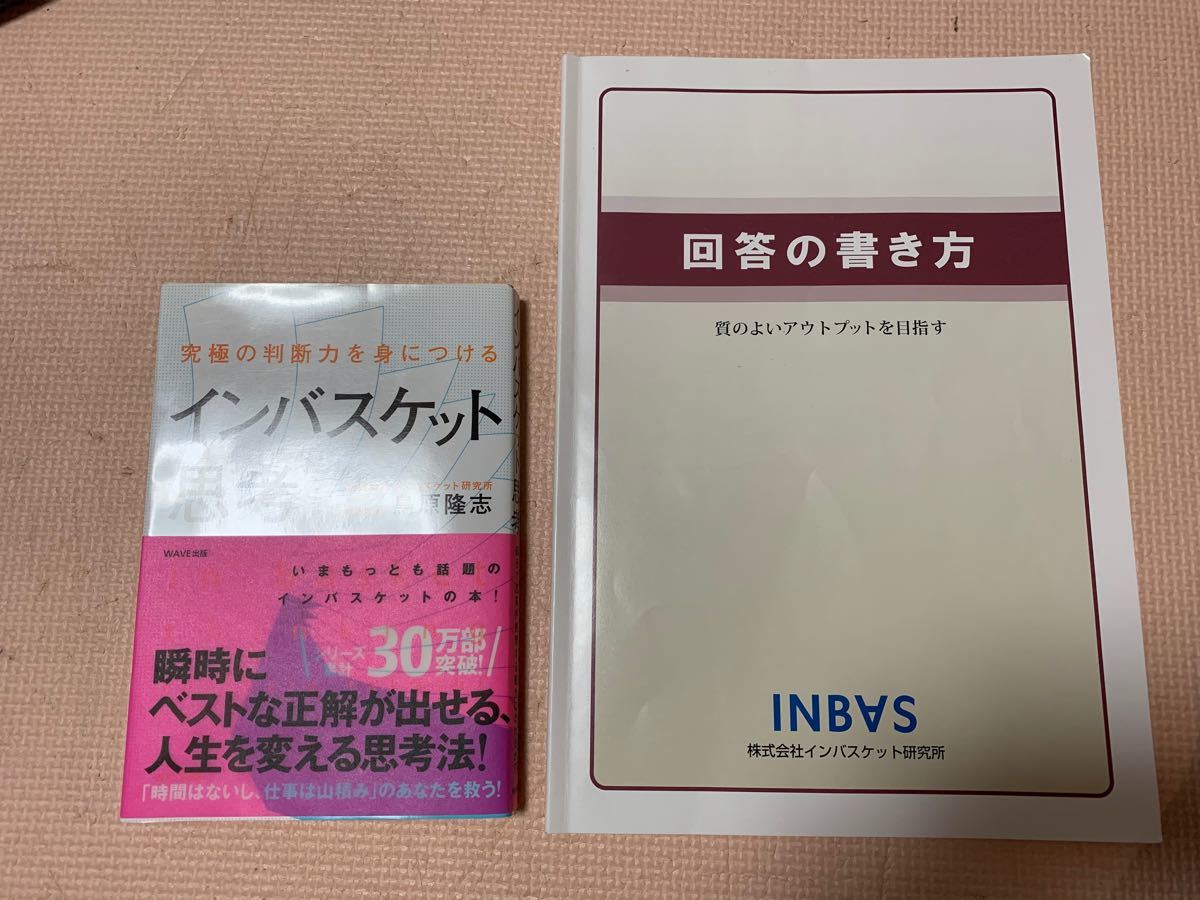 究極の判断力を身につける
インバスケット
思考
スケット研究所
原隆志
WAVE出版
いまもっとも話題の
インバスケットの本!
シリーズ
累計
30万部
突破!
瞬時に
ベストな正解が出せる、
人生を変える思考法!
「時間はないし、仕事は山積み」のあなたを救う!
回答の書き方
質のよいアウトプットを目指す
INBAS
株式会社インバスケット研究所